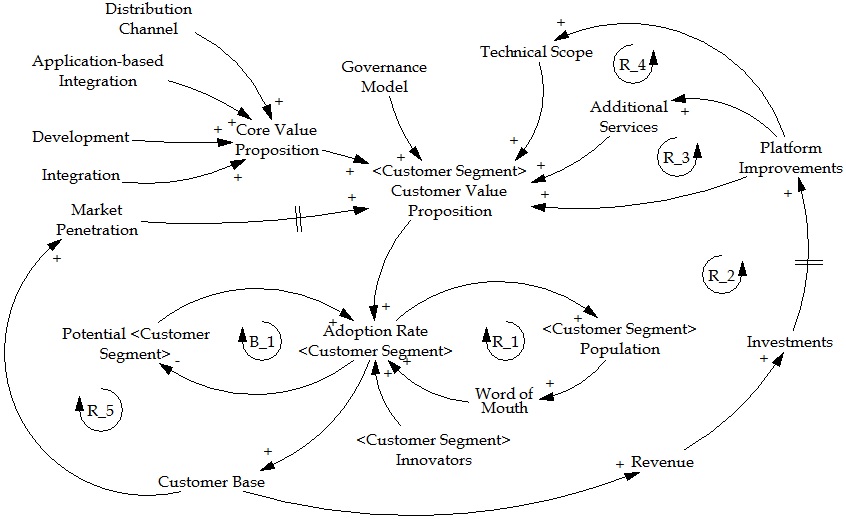 Distribution
Channel
Application-based
Integration
Governance
Model
Technical Scope
+
R_4
Additional
Services
+
Development
+
+
+
Core Value
Proposition
+
Integration
+
+
+
<Customer Segment>
Customer Value
Proposition
+
+
+
+
R_3
Platform
Improvements
+
Market
Penetration
+
+
R_2
Potential <Customer
Segment>
-
B_1
+
+
Adoption Rate
<Customer Segment>
+
+
R_1
+
<Customer Segment>
Population
Investments
+
Word of
Mouth
+
R_5
<Customer Segment>
Innovators
+
Customer Base
+
Revenue